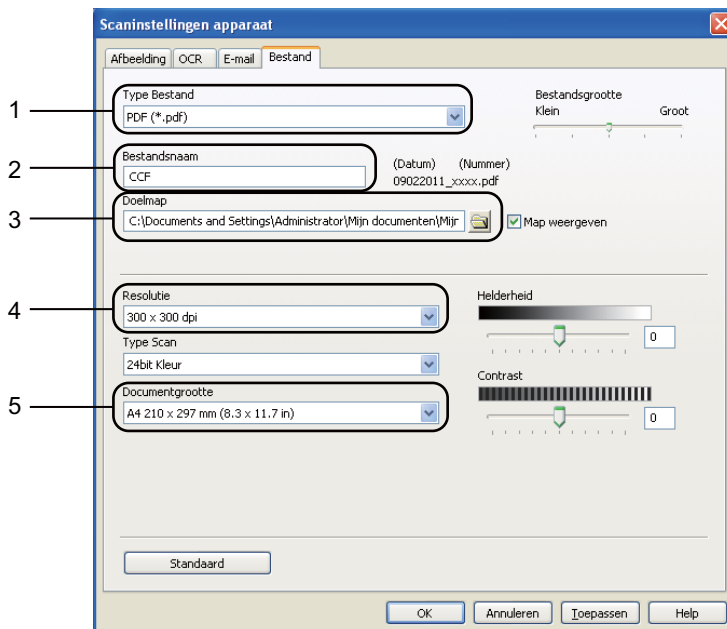 Scaninstellingen apparaat
Afbeelding OCR E-mail Bestand
1
Type Bestand
PDF (*.pdf)
Bestandsgrootte
Klein Groot
2
Bestandsnaam
CCF
(Datum) (Nummer)
09022011_xxxx.pdf
3
Doelmap
C:\Documents and Settings\Administrator\Mijn documenten\Mijr
Map weergeven
4
Resolutie
300 x 300 dpi
Helderheid
0
Type Scan
24bit Kleur
Contrast
0
5
Documentgrootte
A4 210 x 297 mm (8.3 x 11.7 in)
Standaard
OK Annuleren Toepassen Help